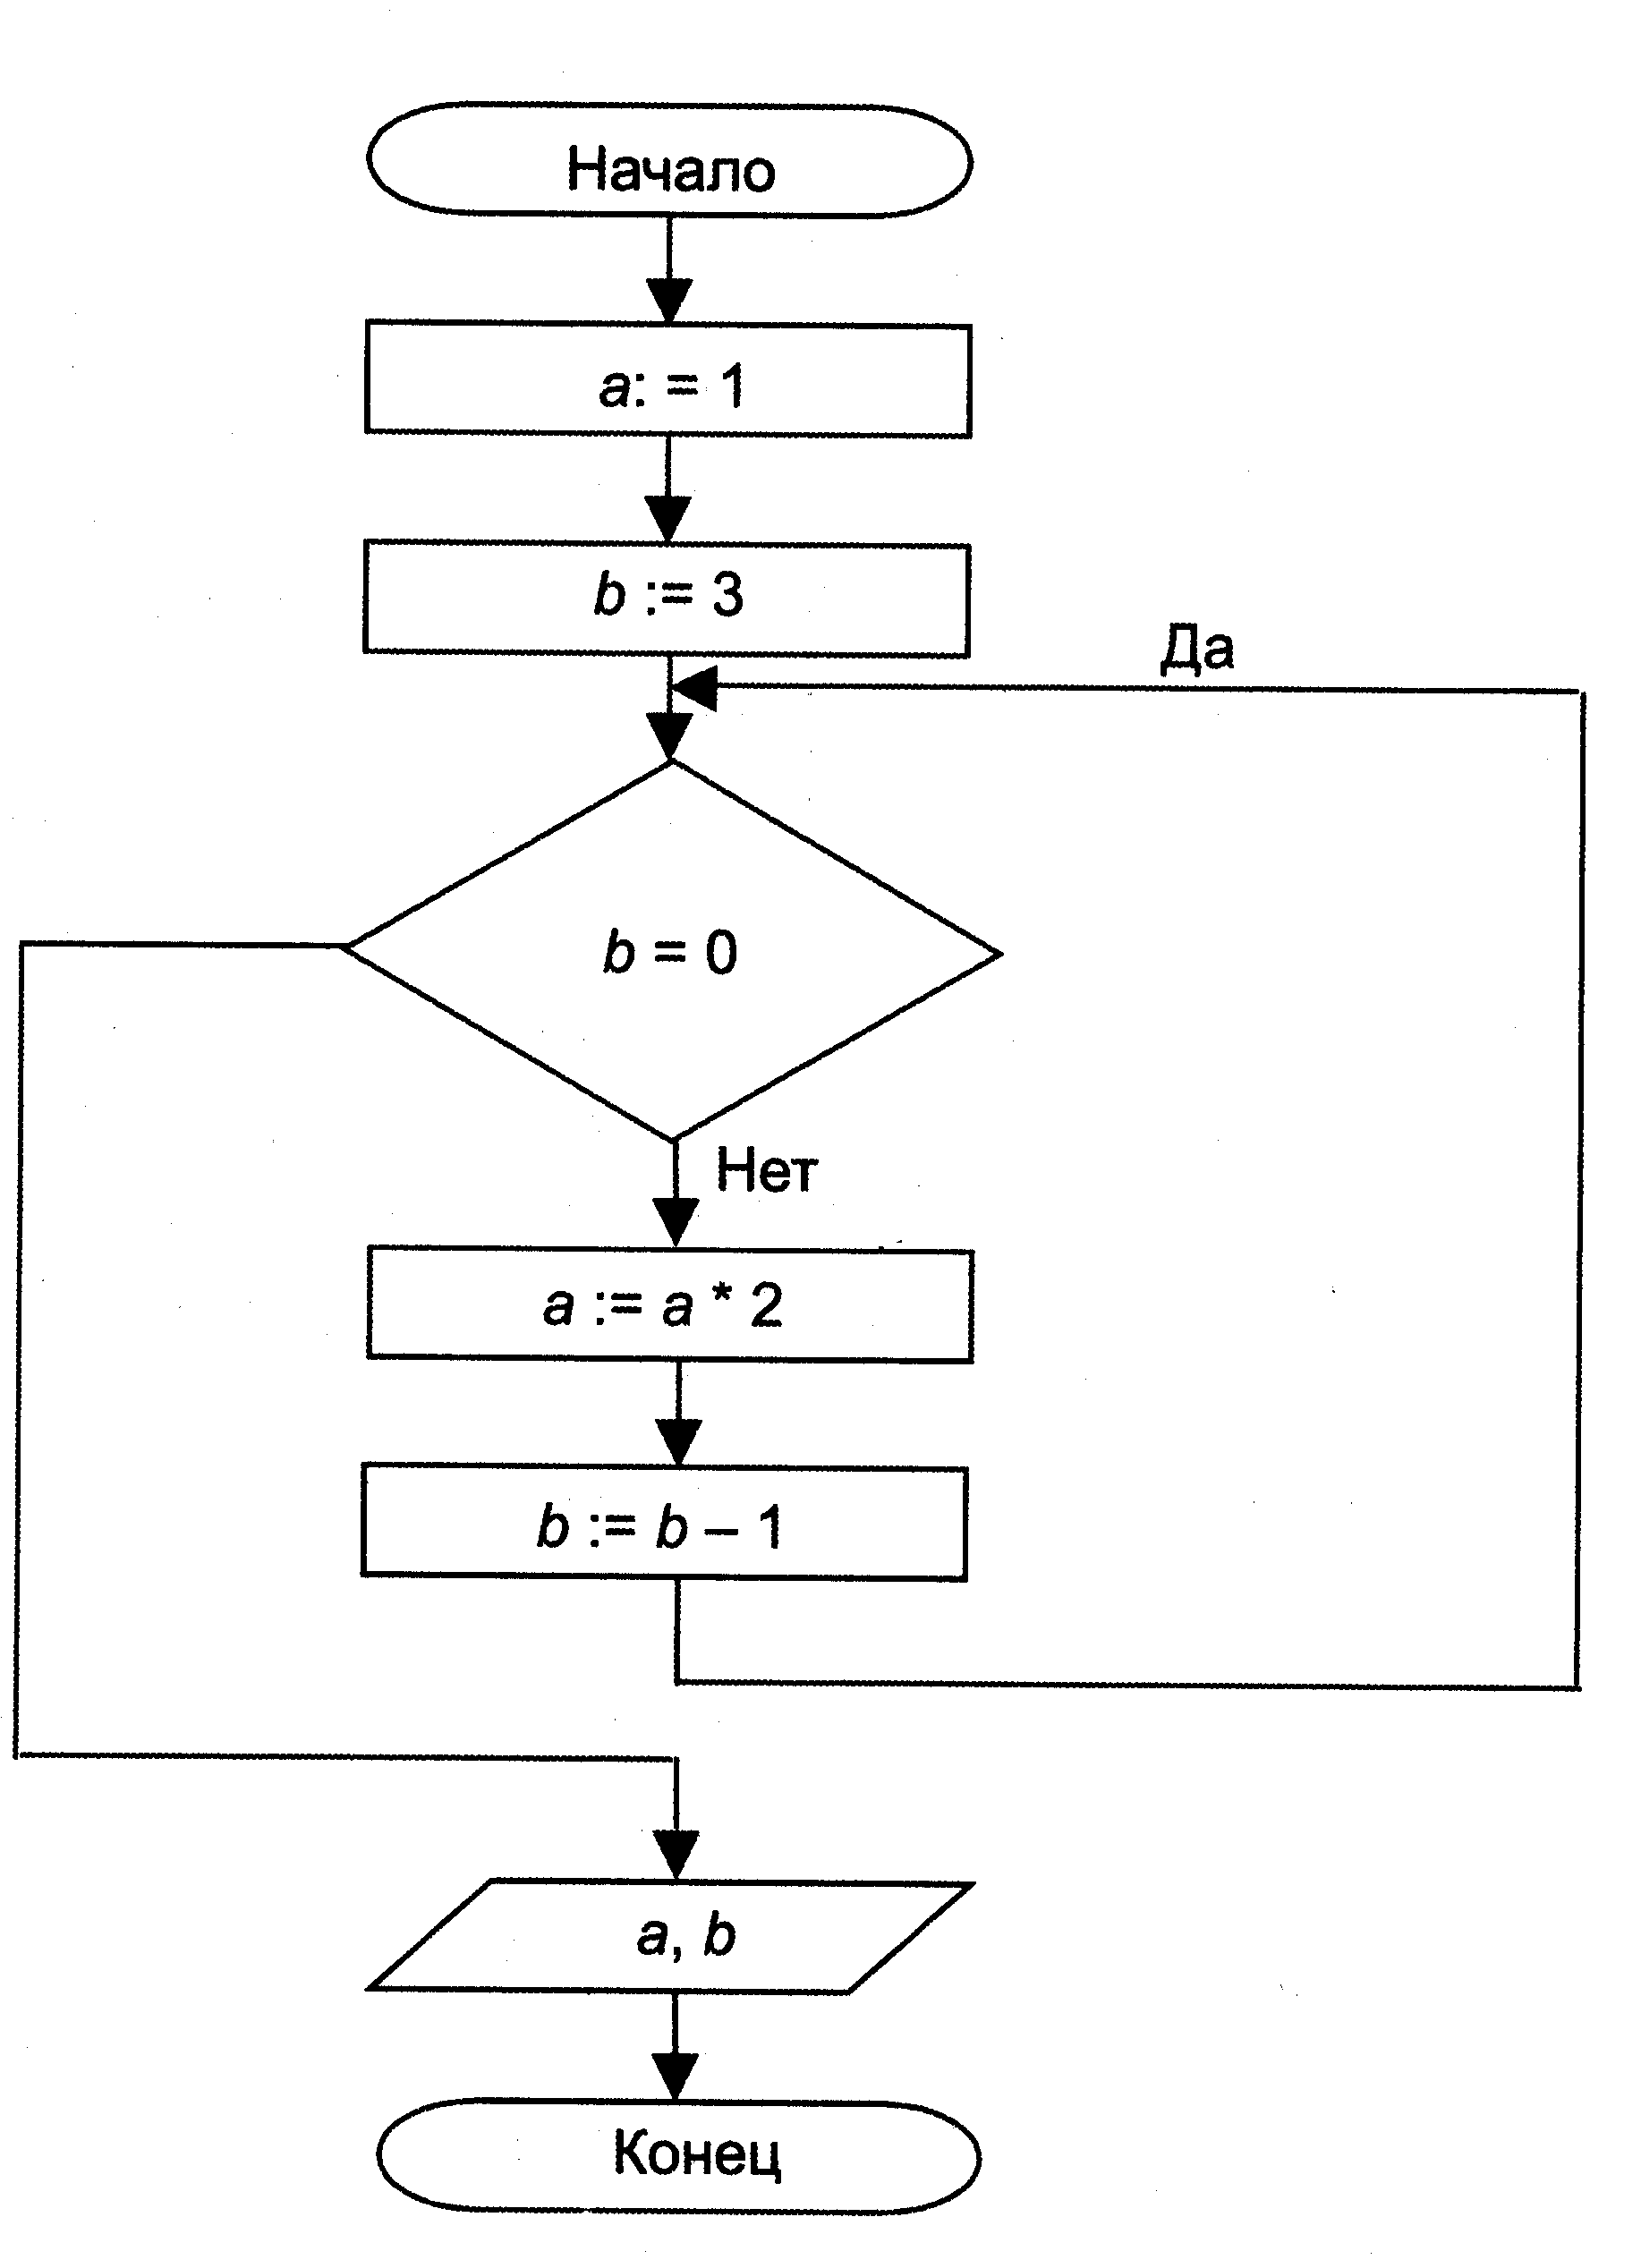 Начало
a: = 1
b := 3
Да
b = 0
Нет
a := a * 2
b := b – 1
a, b
Конец